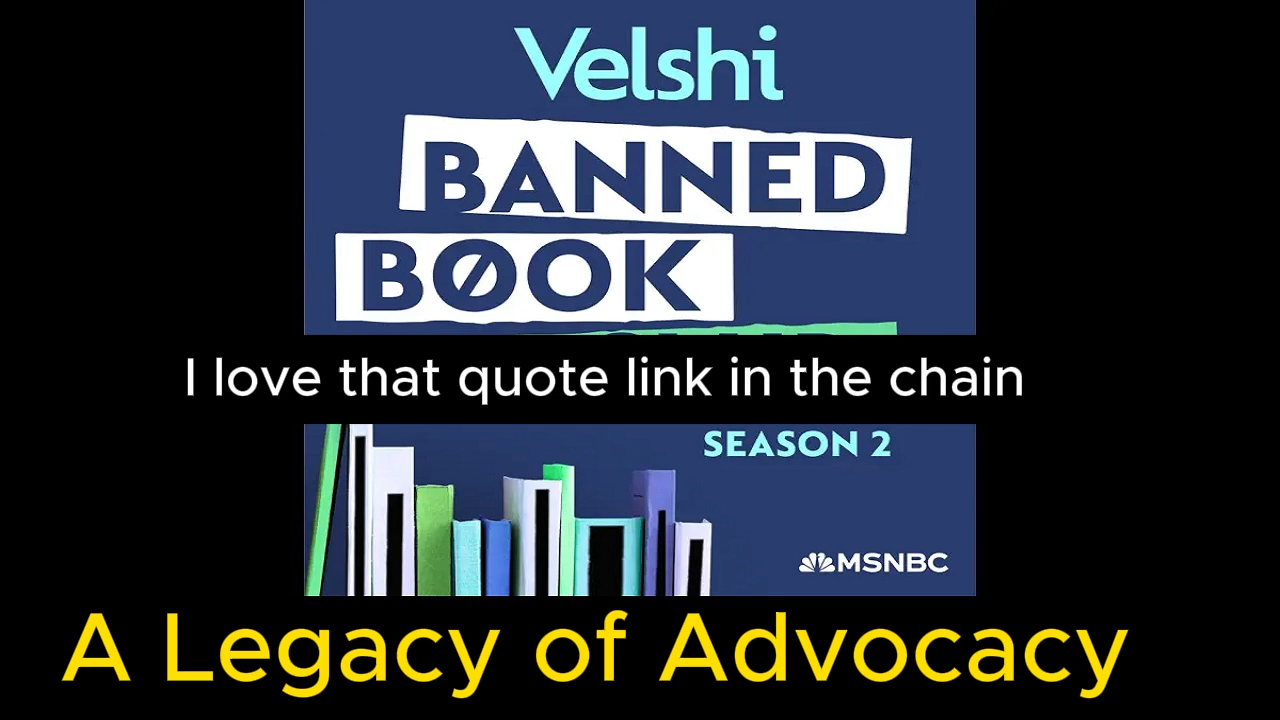 Velshi
BANNED
BØOK
I love that quote link in the chain
SEASON 2
MSNBC
A Legacy of Advocacy